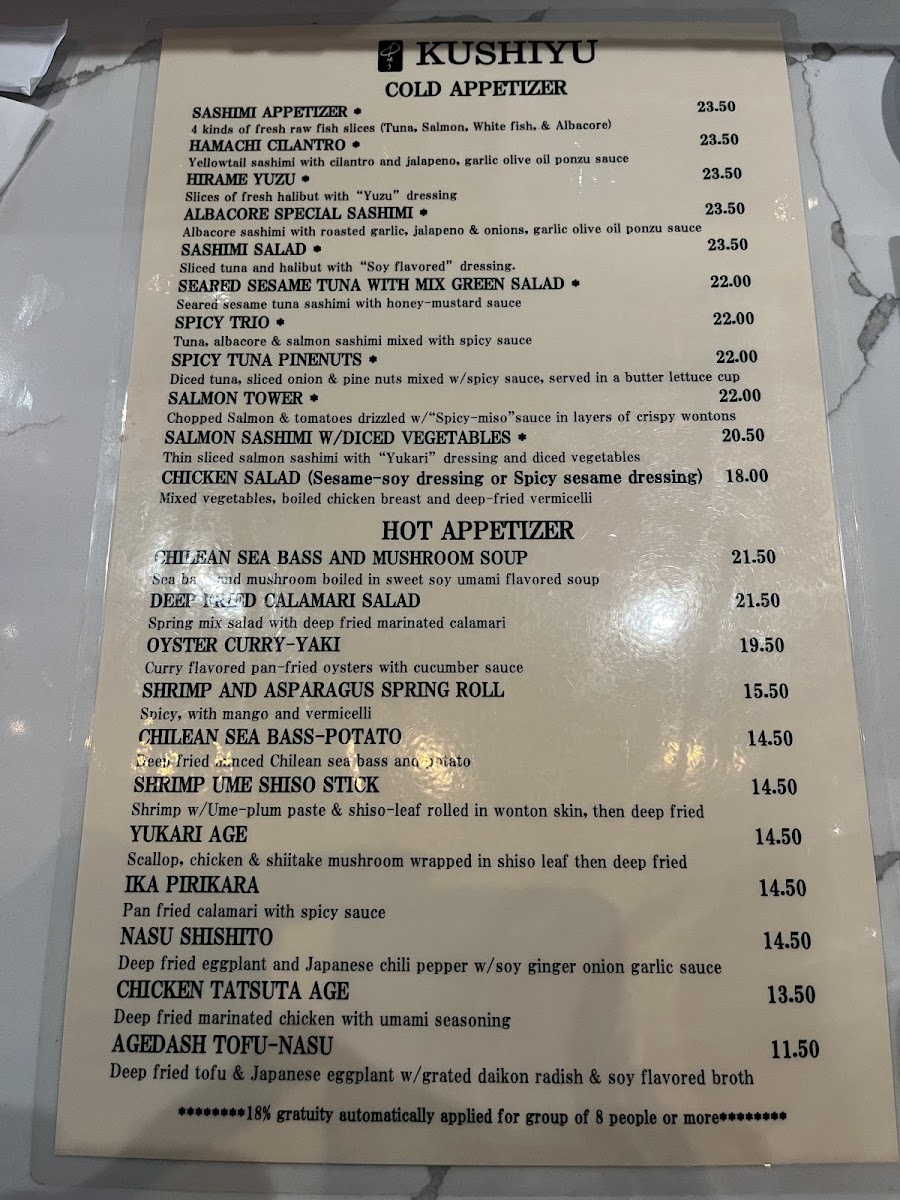 KUSHIYU
COLD APPETIZER
SASHIMI APPETIZER * 23.50
4 kinds of fresh raw fish slices (Tuna, Salmon, White fish, & Albacore)
HAMACHI CILANTRO * 23.50
Yellowtail sashimi with cilantro and jalapeno, garlic olive oil ponzu sauce
HIRAME YUZU * 23.50
Slices of fresh halibut with “Yuzu” dressing
ALBACORE SPECIAL SASHIMI * 23.50
Albacore sashimi with roasted garlic, jalapeno & onions, garlic olive oil ponzu sauce
SASHIMI SALAD * 23.50
Sliced tuna and halibut with “Soy flavored” dressing.
SEARED SESAME TUNA WITH MIX GREEN SALAD * 22.00
Seared sesame tuna sashimi with honey-mustard sauce
SPICY TRIO * 22.00
Tuna, albacore & salmon sashimi mixed with spicy sauce
SPICY TUNA PINENUTS * 22.00
Diced tuna, sliced onion & pine nuts mixed w/spicy sauce, served in a butter lettuce cup
SALMON TOWER * 22.00
Chopped Salmon & tomatoes drizzled w/“Spicy-miso”sauce in layers of crispy wontons
SALMON SASHIMI W/DICED VEGETABLES * 20.50
Thin sliced salmon sashimi with “Yukari” dressing and diced vegetables
CHICKEN SALAD (Sesame-soy dressing or Spicy sesame dressing) 18.00
Mixed vegetables, boiled chicken breast and deep-fried vermicelli
HOT APPETIZER
CHILEAN SEA BASS AND MUSHROOM SOUP 21.50
Sea bass and mushroom boiled in sweet soy umami flavored soup
DEEP FRIED CALAMARI SALAD 21.50
Spring mix salad with deep fried marinated calamari
OYSTER CURRY-YAKI 19.50
Curry flavored pan-fried oysters with cucumber sauce
SHRIMP AND ASPARAGUS SPRING ROLL 15.50
Spicy, with mango and vermicelli
CHILEAN SEA BASS-POTATO 14.50
Deep fried minced Chilean sea bass and potato
SHRIMP UME SHISO STICK 14.50
Shrimp w/Ume-plum paste & shiso-leaf rolled in wonton skin, then deep fried
YUKARI AGE 14.50
Scallop, chicken & shiitake mushroom wrapped in shiso leaf then deep fried
IKA PIRIKARA 14.50
Pan fried calamari with spicy sauce
NASU SHISHITO 14.50
Deep fried eggplant and Japanese chili pepper w/soy ginger onion garlic sauce
CHICKEN TATSUTA AGE 13.50
Deep fried marinated chicken with umami seasoning
AGEDASH TOFU-NASU 11.50
Deep fried tofu & Japanese eggplant w/grated daikon radish & soy flavored broth
********18% gratuity automatically applied for group of 8 people or more********